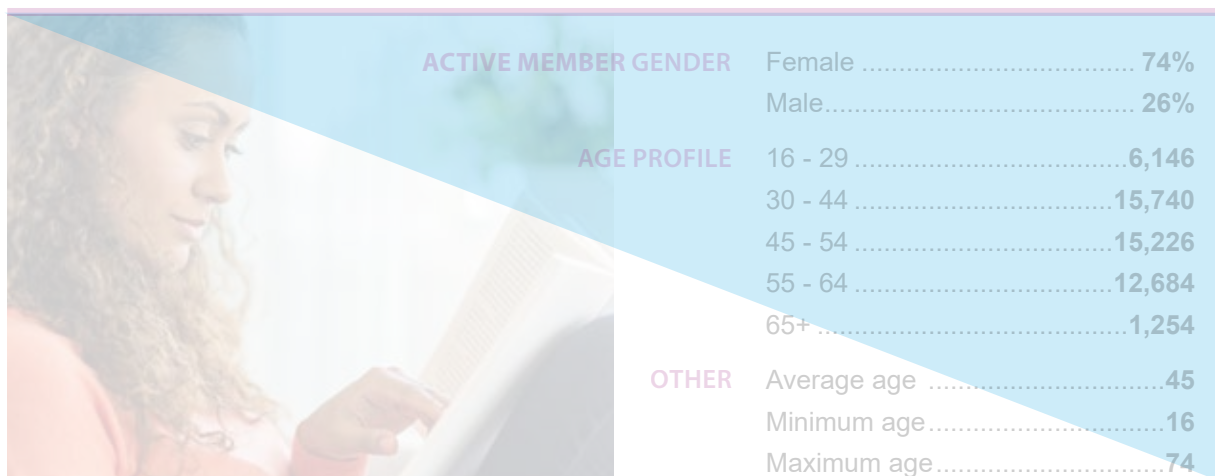 ACTIVE MEMBER GENDER Female .................................... 74%
Male......................................... 26%
AGE PROFILE 16 - 29 ....................................6,146
30 - 44 ..................................15,740
45 - 54 ..................................15,226
55 - 64 ..................................12,684
65+ .........................................1,254
OTHER Average age ...............................45
Minimum age...............................16
Maximum age..............................74